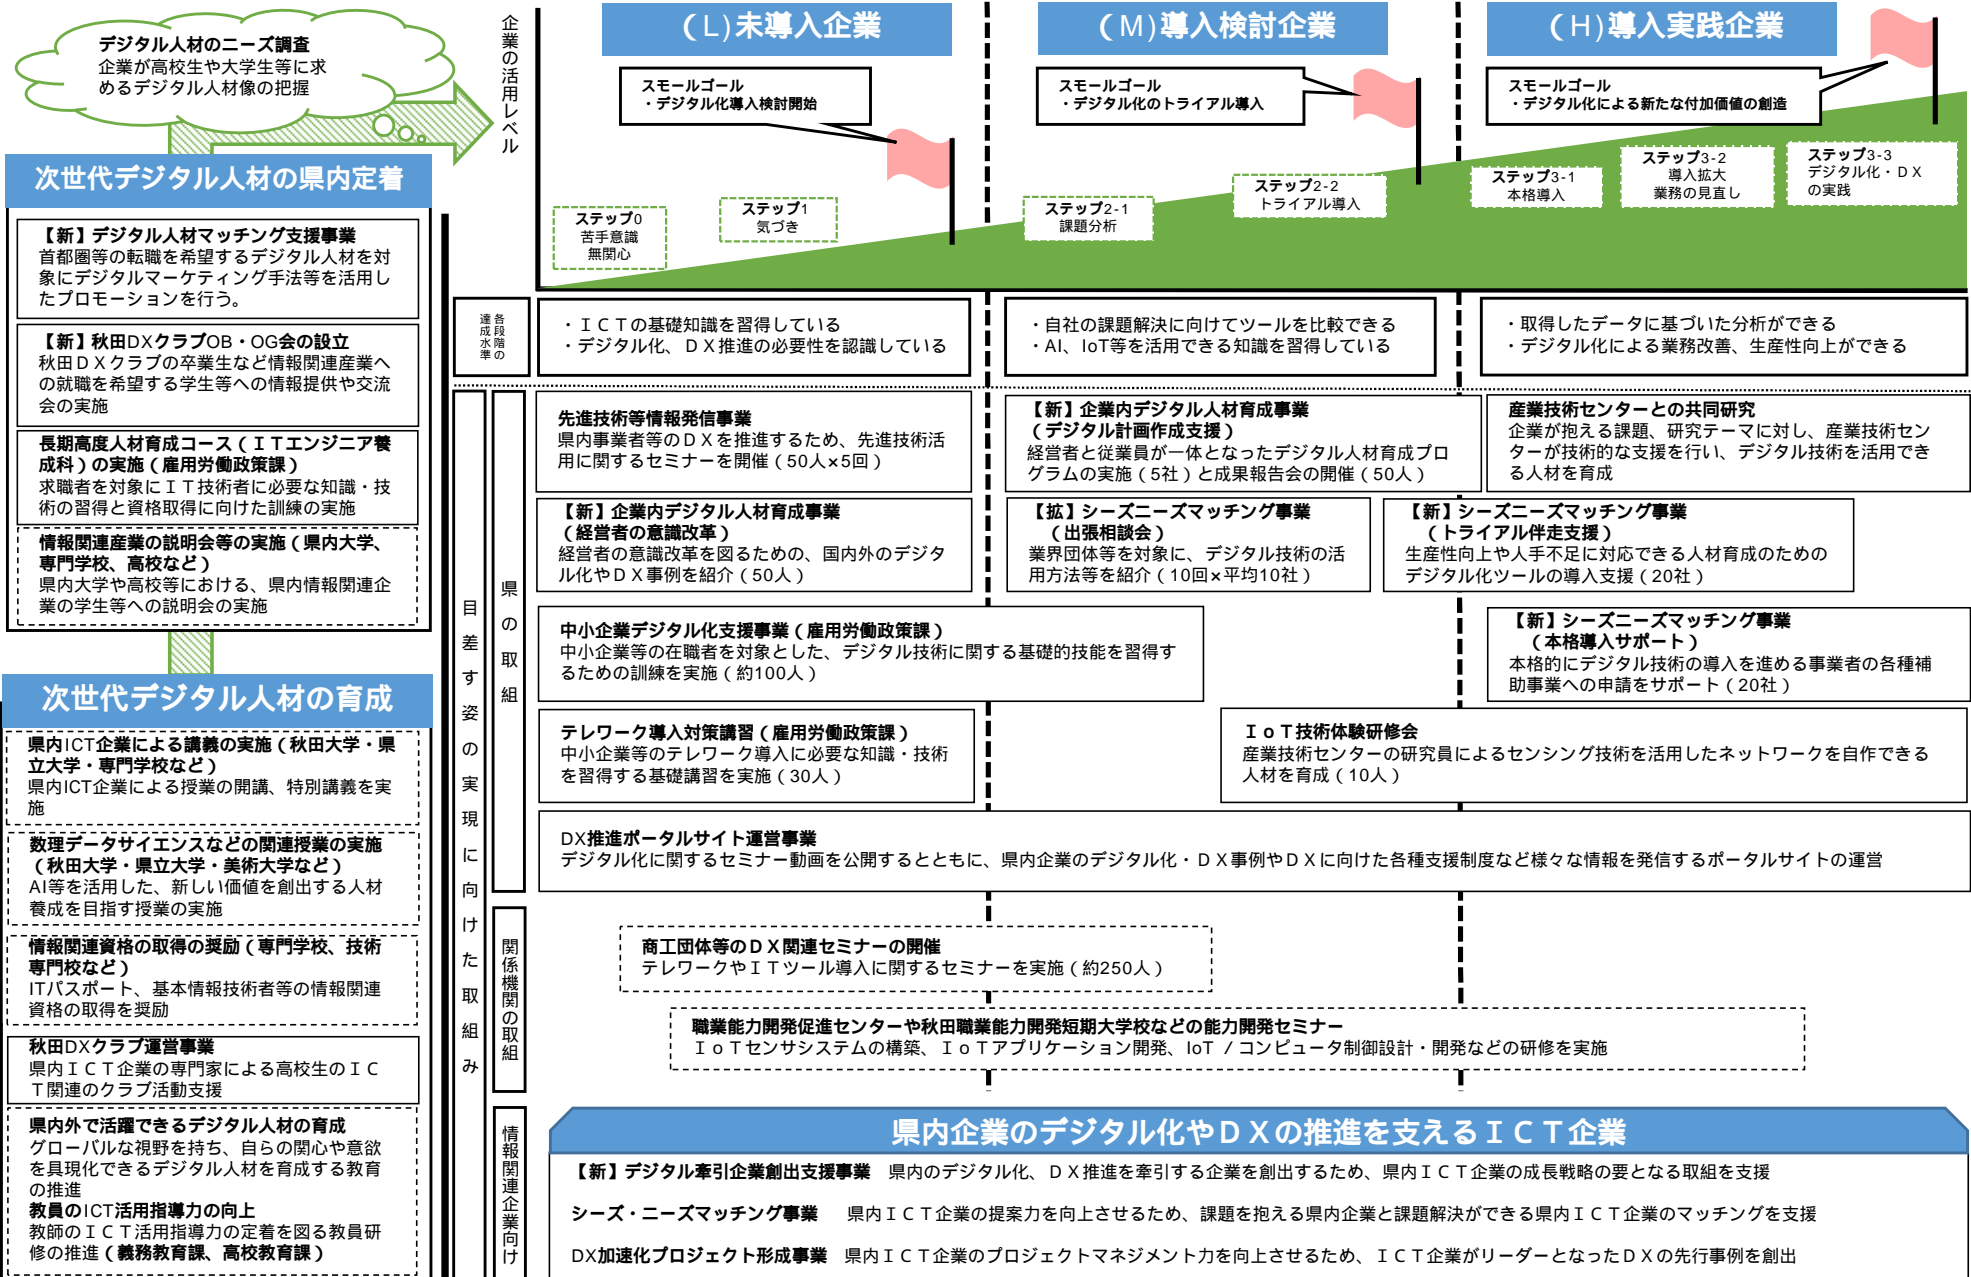 デジタル人材のニーズ調査
企業が高校生や大学生等に求
めるデジタル人材像の把握
次世代デジタル人材の県内定着
【新】デジタル人材マッチング支援事業
首都圏等の転職を希望するデジタル人材を対
象にデジタルマーケティング手法等を活用し
たプロモーションを行う。
【新】秋田DXクラブOB・OG会の設立
秋田ＤＸクラブの卒業生など情報関連産業へ
の就職を希望する学生等への情報提供や交流
会の実施
長期高度人材育成コース（ＩＴエンジニア養
成科）の実施（雇用労働政策課）
求職者を対象にＩＴ技術者に必要な知識・技
術の習得と資格取得に向けた訓練の実施
情報関連産業の説明会等の実施（県内大学、
専門学校、高校など）
県内大学や高校等における、県内情報関連企
業の学生等への説明会の実施
次世代デジタル人材の育成
県内ICT企業による講義の実施（秋田大学・県
立大学・専門学校など）
県内ICT企業による授業の開講、特別講義を実
施
数理データサイエンスなどの関連授業の実施
（秋田大学・県立大学・美術大学など）
AI等を活用した、新しい価値を創出する人材
養成を目指す授業の実施
情報関連資格の取得の奨励（専門学校、技術
専門校など）
ITパスポート、基本情報技術者等の情報関連
資格の取得を奨励
秋田DXクラブ運営事業
県内ＩＣＴ企業の専門家による高校生のＩＣ
Ｔ関連のクラブ活動支援
県内外で活躍できるデジタル人材の育成
グローバルな視野を持ち、自らの関心や意欲
を具現化できるデジタル人材を育成する教育
の推進
教員のICT活用指導力の向上
教師のＩＣＴ活用指導力の定着を図る教員研
修の推進（義務教育課、高校教育課）
企業の活用レベル
（L)未導入企業
（M)導入検討企業
（H)導入実践企業
スモールゴール
・デジタル化導入検討開始
スモールゴール
・デジタル化のトライアル導入
スモールゴール
・デジタル化による新たな付加価値の創造
ステップ0
苦手意識
無関心
ステップ1
気づき
ステップ2-1
課題分析
ステップ2-2
トライアル導入
ステップ3-1
本格導入
ステップ3-2
導入拡大
業務の見直し
ステップ3-3
デジタル化・ＤＸ
の実践
各段階の
達成水準
・ＩＣＴの基礎知識を習得している
・デジタル化、ＤＸ推進の必要性を認識している
・自社の課題解決に向けてツールを比較できる
・AI、IoT等を活用できる知識を習得している
・取得したデータに基づいた分析ができる
・デジタル化による業務改善、生産性向上ができる
目差す姿の実現に向けた取組み
県の取組
先進技術等情報発信事業
県内事業者等のＤＸを推進するため、先進技術活
用に関するセミナーを開催（50人×5回）
【新】企業内デジタル人材育成事業
（デジタル計画作成支援）
経営者と従業員が一体となったデジタル人材育成プロ
グラムの実施（5社）と成果報告会の開催（50人）
産業技術センターとの共同研究
企業が抱える課題、研究テーマに対し、産業技術セン
ターが技術的な支援を行い、デジタル技術を活用でき
る人材を育成
【新】企業内デジタル人材育成事業
（経営者の意識改革）
経営者の意識改革を図るための、国内外のデジタ
ル化やＤＸ事例を紹介（50人）
【拡】シーズニーズマッチング事業
（出張相談会）
業界団体等を対象に、デジタル技術の活
用方法等を紹介（10回×平均10社）
【新】シーズニーズマッチング事業
（トライアル伴走支援）
生産性向上や人手不足に対応できる人材育成のための
デジタル化ツールの導入支援（20社）
中小企業デジタル化支援事業（雇用労働政策課）
中小企業等の在職者を対象とした、デジタル技術に関する基礎的技能を習得す
るための訓練を実施（約100人）
【新】シーズニーズマッチング事業
（本格導入サポート）
本格的にデジタル技術の導入を進める事業者の各種補
助事業への申請をサポート（20社）
テレワーク導入対策講習（雇用労働政策課）
中小企業等のテレワーク導入に必要な知識・技術
を習得する基礎講習を実施（30人）
ＩｏＴ技術体験研修会
産業技術センターの研究員によるセンシング技術を活用したネットワークを自作できる
人材を育成（10人）
DX推進ポータルサイト運営事業
デジタル化に関するセミナー動画を公開するとともに、県内企業のデジタル化・ＤＸ事例やＤＸに向けた各種支援制度など様々な情報を発信するポータルサイトの運営
関係機関の取組
商工団体等のＤＸ関連セミナーの開催
テレワークやＩＴツール導入に関するセミナーを実施（約250人）
職業能力開発促進センターや秋田職業能力開発短期大学校などの能力開発セミナー
ＩｏＴセンサシステムの構築、ＩｏＴアプリケーション開発、IoT／コンピュータ制御設計・開発などの研修を実施
情報関連企業向け
県内企業のデジタル化やＤＸの推進を支えるＩＣＴ企業
【新】デジタル牽引企業創出支援事業　県内のデジタル化、ＤＸ推進を牽引する企業を創出するため、県内ＩＣＴ企業の成長戦略の要となる取組を支援
シーズ・ニーズマッチング事業　県内ＩＣＴ企業の提案力を向上させるため、課題を抱える県内企業と課題解決ができる県内ＩＣＴ企業のマッチングを支援
DX加速化プロジェクト形成事業　県内ＩＣＴ企業のプロジェクトマネジメント力を向上させるため、ＩＣＴ企業がリーダーとなったＤＸの先行事例を創出